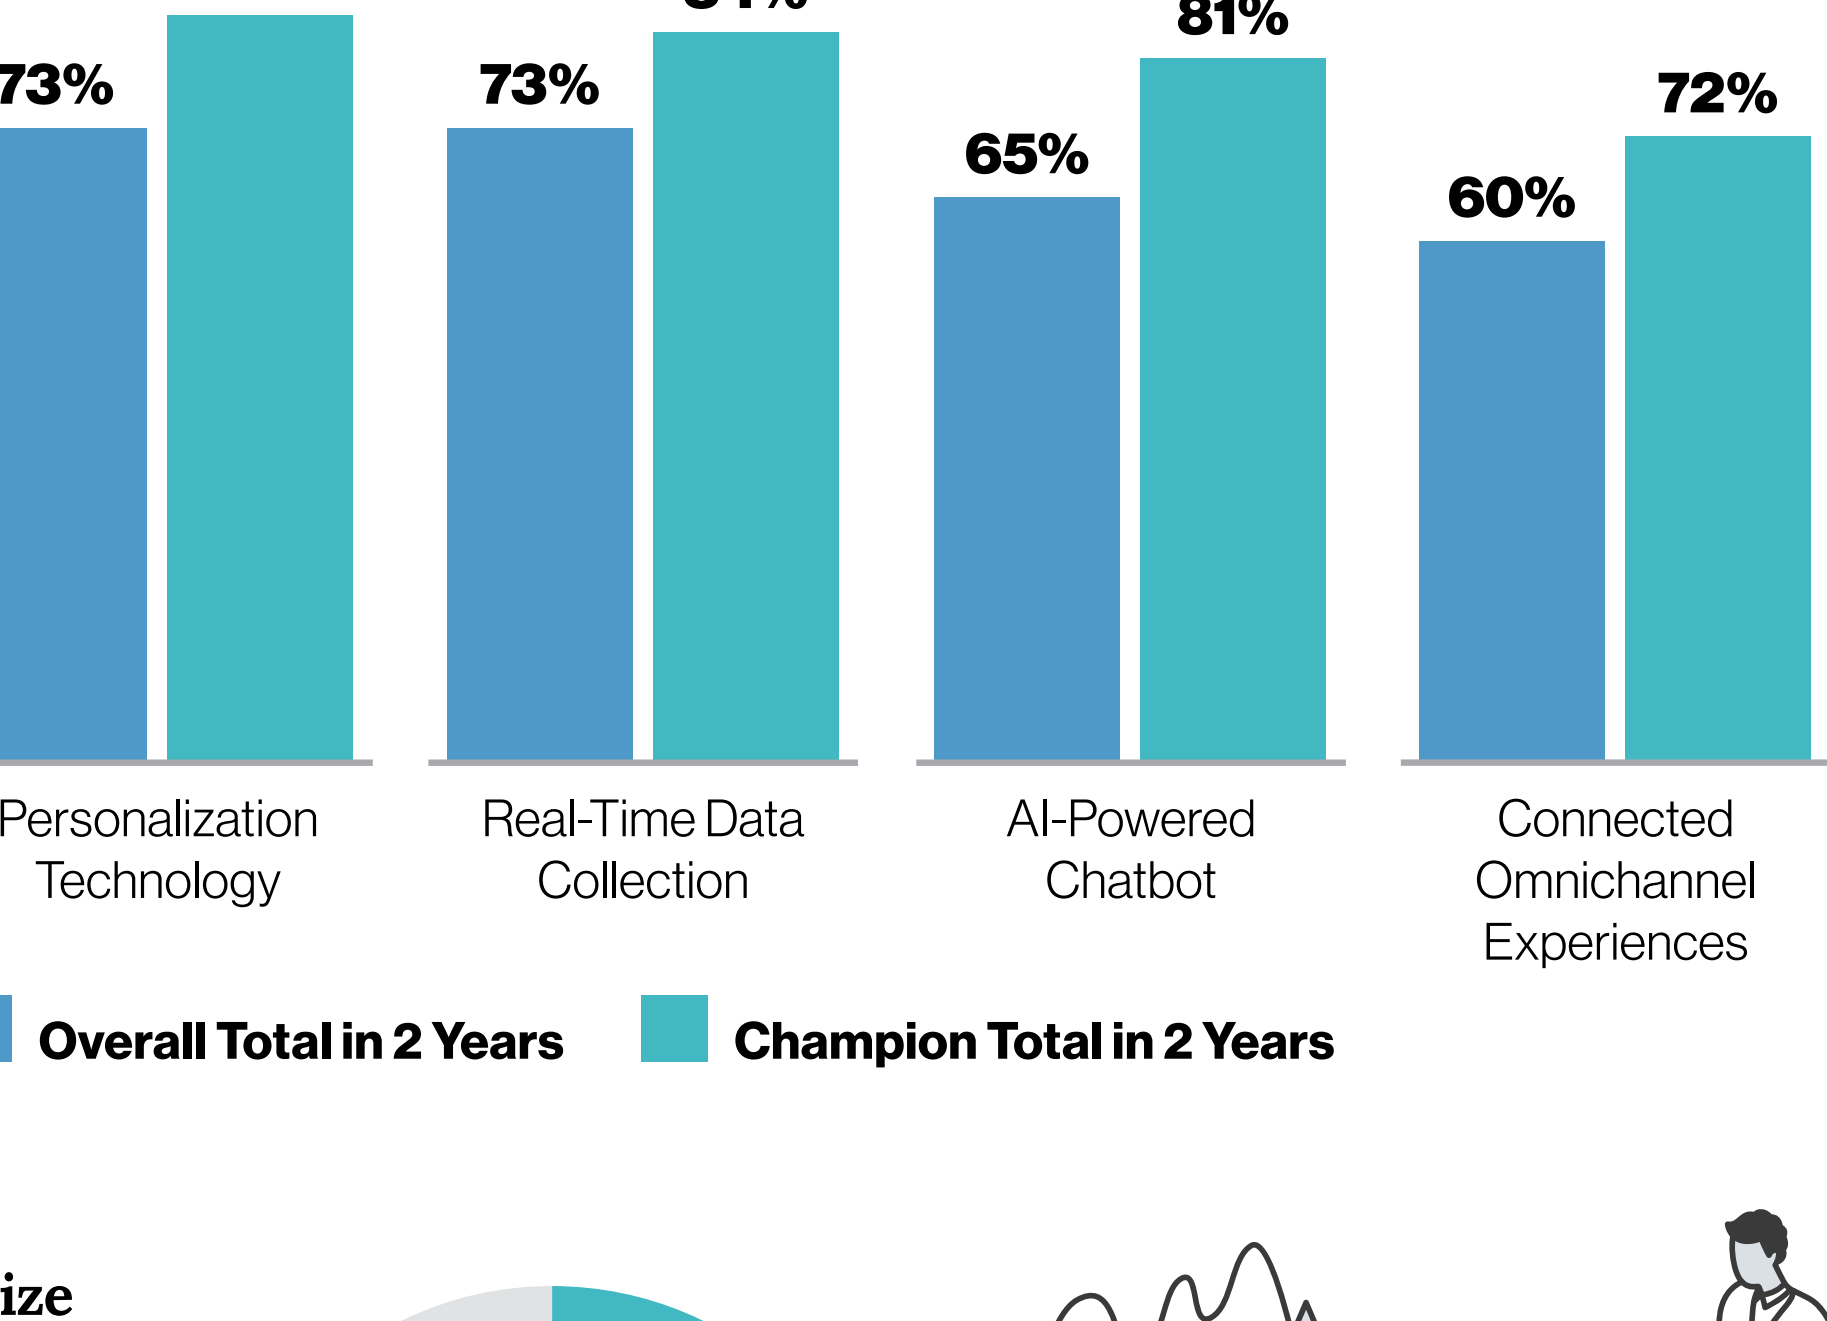 81%
73%
73%
72%
65%
60%
Personalization
Technology
Real-Time Data
Collection
AI-Powered
Chatbot
Connected
Omnichannel
Experiences
Overall Total in 2 Years
Champion Total in 2 Years
ize